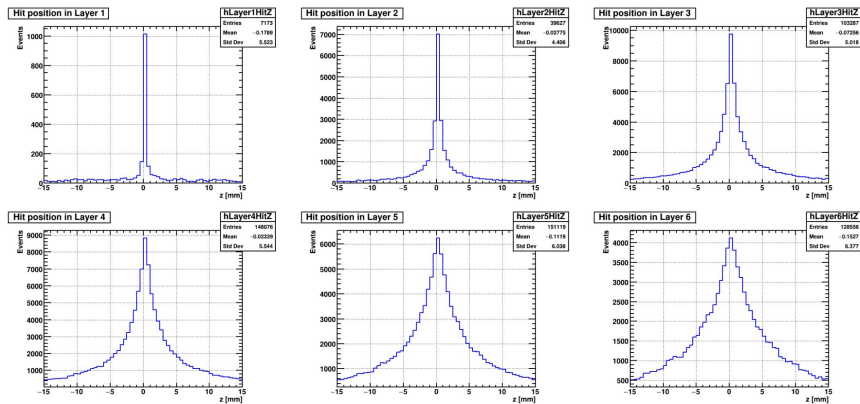 Hit position in Layer 1
hLayer1HitZ
Entries 7173
Mean −0.1789
Std Dev 5.523
Events
1000
800
600
400
200
0
−15 −10 −5 0 5 10 15
z [mm]
Hit position in Layer 2
hLayer2HitZ
Entries 39627
Mean −0.02775
Std Dev 4.406
Events
7000
6000
5000
4000
3000
2000
1000
0
−15 −10 −5 0 5 10 15
z [mm]
Hit position in Layer 3
hLayer3HitZ
Entries 103287
Mean −0.07256
Std Dev 5.018
Events
10000
8000
6000
4000
2000
0
−15 −10 −5 0 5 10 15
z [mm]
Hit position in Layer 4
hLayer4HitZ
Entries 148076
Mean −0.02339
Std Dev 5.544
Events
9000
8000
7000
6000
5000
4000
3000
2000
1000
−15 −10 −5 0 5 10 15
z [mm]
Hit position in Layer 5
hLayer5HitZ
Entries 151119
Mean −0.1119
Std Dev 6.038
Events
6000
5000
4000
3000
2000
1000
−15 −10 −5 0 5 10 15
z [mm]
Hit position in Layer 6
hLayer6HitZ
Entries 128556
Mean −0.1527
Std Dev 6.377
Events
4000
3500
3000
2500
2000
1500
1000
500
−15 −10 −5 0 5 10 15
z [mm]